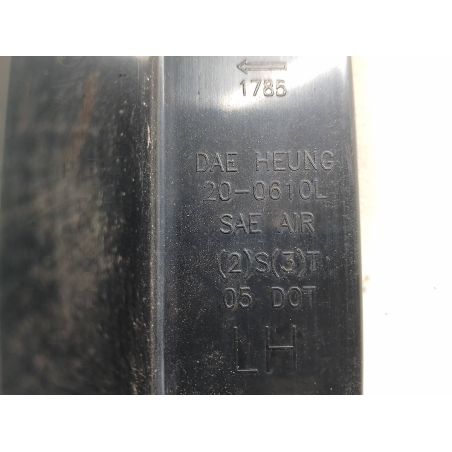 1785
DAE HEUNG
20-0610L
SAE AIR
(2)S(3)T
05 DOT
LH